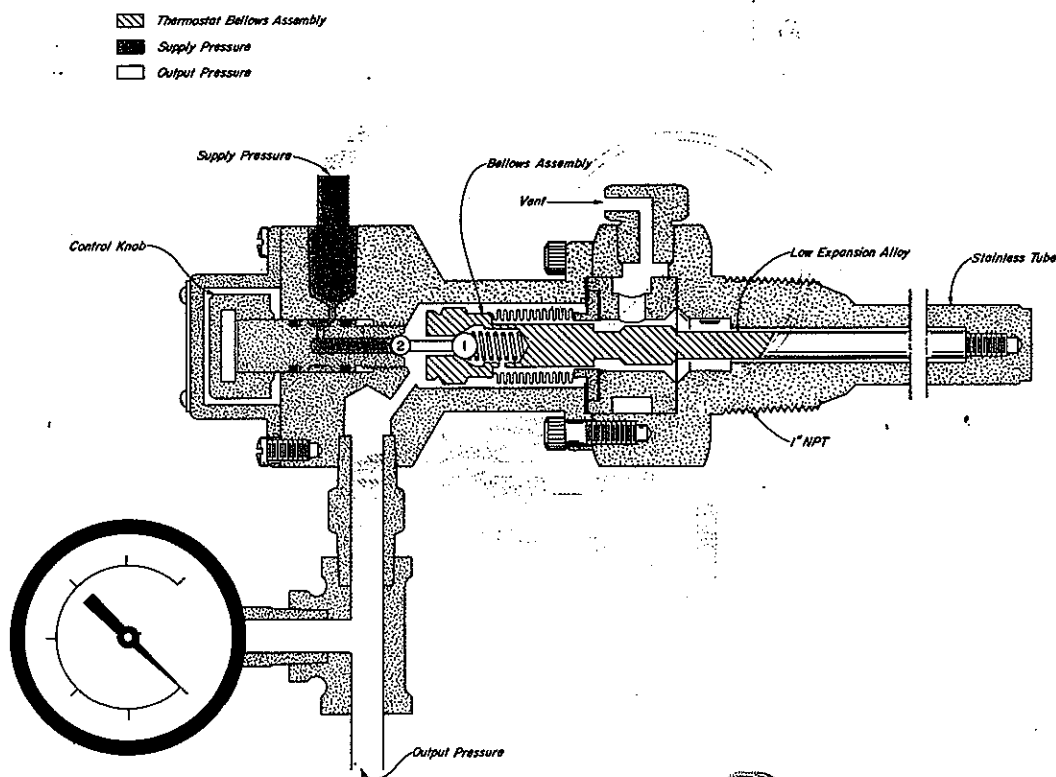 Thermostat Bellows Assembly
Supply Pressure
Output Pressure
Supply Pressure
Bellows Assembly
Vent
Control Knob
Low Expansion Alloy
Stainless Tube
2
1
1" NPT
Output Pressure